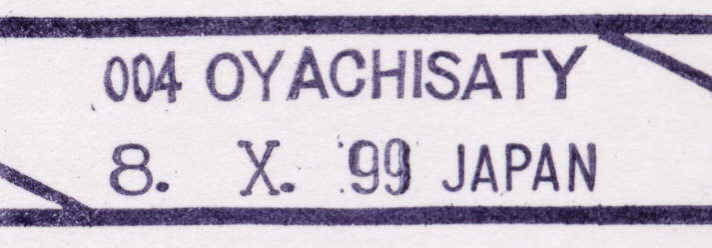 004 OYACHISATY
8. X. '99 JAPAN